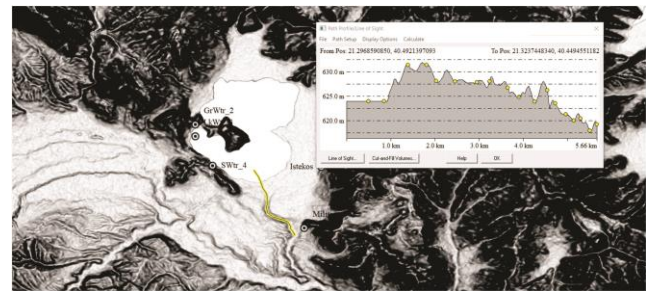 Path Profile/Line of Sight
File Path Setup Display Options Calculate
From Pos: 21.2968590850, 40.4921397093 To Pos: 21.3237448340, 40.4494551182
630.0 m
625.0 m
620.0 m
1.0 km 2.0 km 3.0 km 4.0 km 5.66 km
Line of Sight... Cut-and-Fill Volumes... Help OK
GrWtr_2
SWtr_4
Istekos